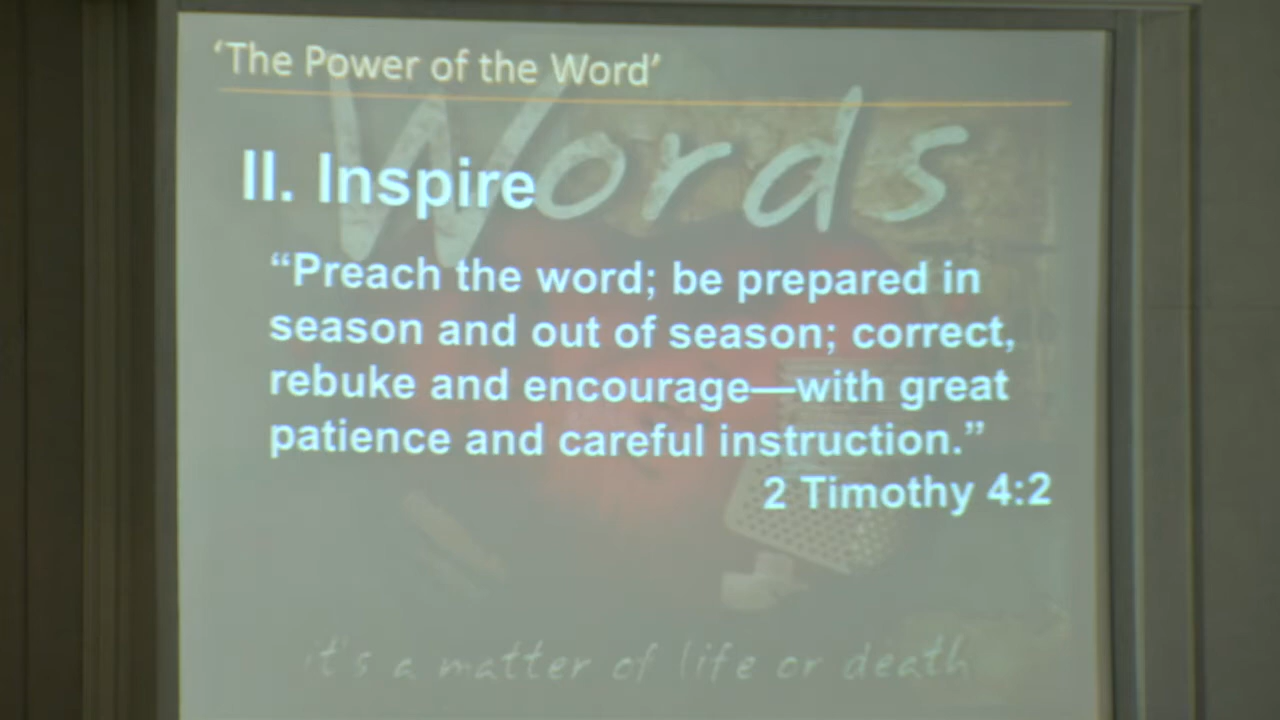 ‘The Power of the Word’
Words
II. Inspire
“Preach the word; be prepared in
season and out of season; correct,
rebuke and encourage—with great
patience and careful instruction.”
2 Timothy 4:2
it's a matter of life or death